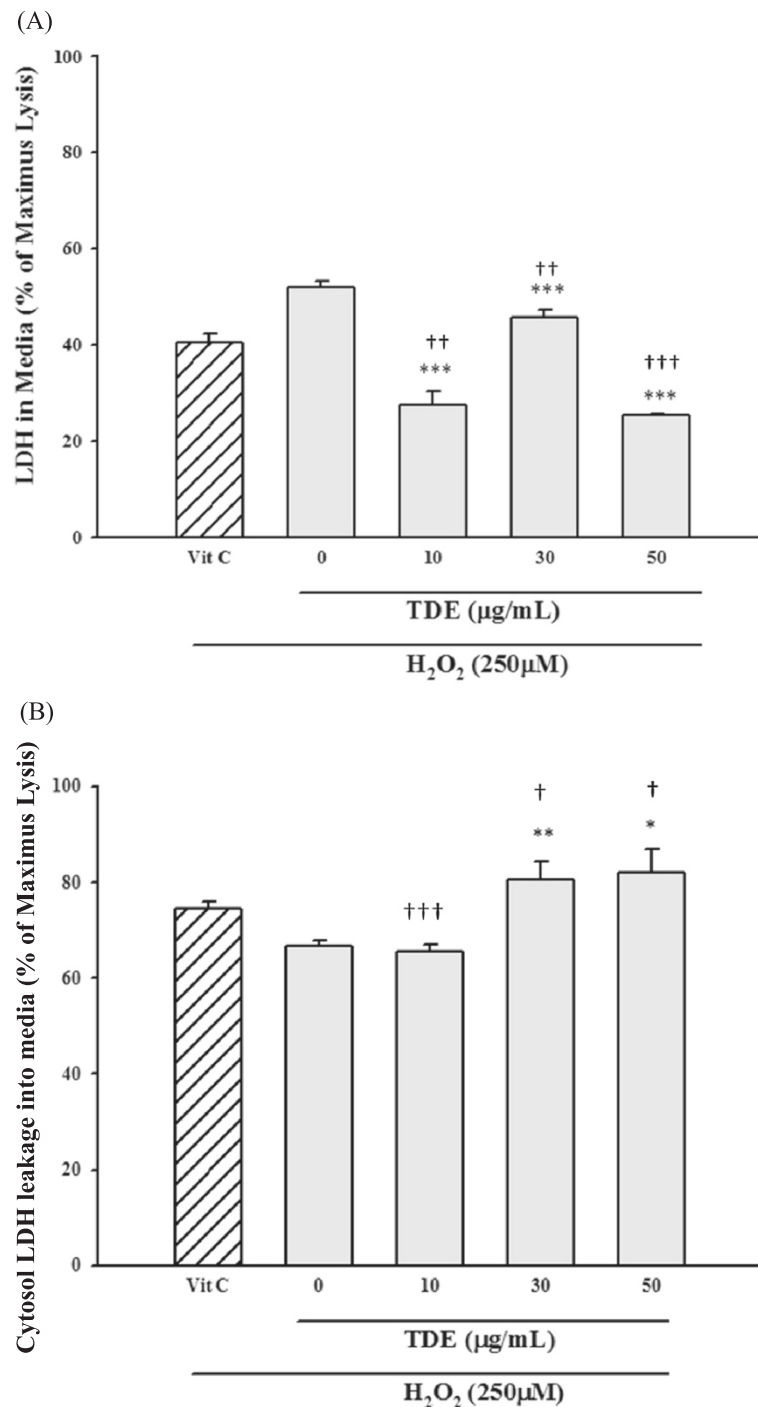 (A)
LDH in Media (% of Maximus Lysis)
100
80
60
40
20
0
††
***
††
***
†††
***
Vit C 0 10 30 50
TDE (μg/mL)
H₂O₂ (250μM)
(B)
Cytosol LDH leakage into media (% of Maximus Lysis)
100
80
60
40
20
0
†††
†
**
†
*
Vit C 0 10 30 50
TDE (μg/mL)
H₂O₂ (250μM)